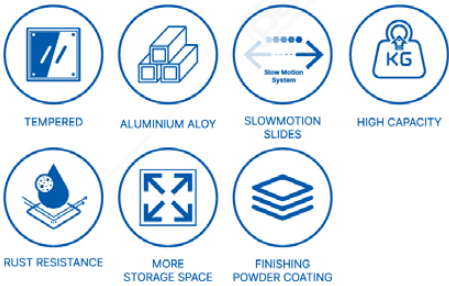 Slow Motion
System
KG
TEMPERED
ALUMINIUM ALOY
SLOWMOTION
SLIDES
HIGH CAPACITY
RUST RESISTANCE
MORE
STORAGE SPACE
FINISHING
POWDER COATING